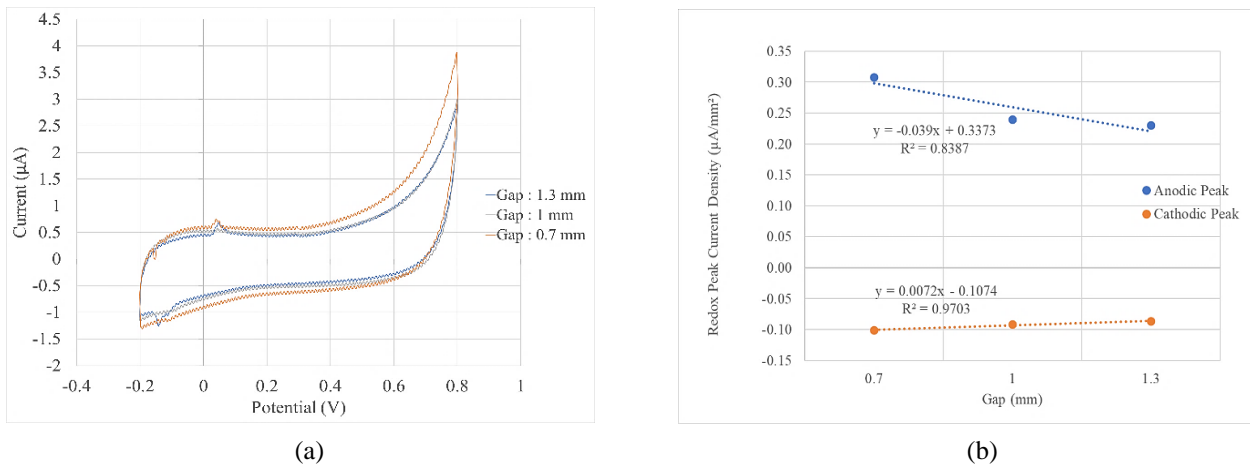 4.5
4
3.5
3
2.5
2
1.5
1
0.5
0
-0.5
-1
-1.5
-2
Current (µA)
-0.4
-0.2
0
0.2
0.4
0.6
0.8
1
Potential (V)
Gap : 1.3 mm
Gap : 1 mm
Gap : 0.7 mm
(a)
0.35
0.30
0.25
0.20
0.15
0.10
0.05
0.00
-0.05
-0.10
-0.15
Redox Peak Current Density (µA/mm²)
y = -0.039x + 0.3373
R² = 0.8387
y = 0.0072x - 0.1074
R² = 0.9703
0.7
1
1.3
Gap (mm)
Anodic Peak
Cathodic Peak
(b)